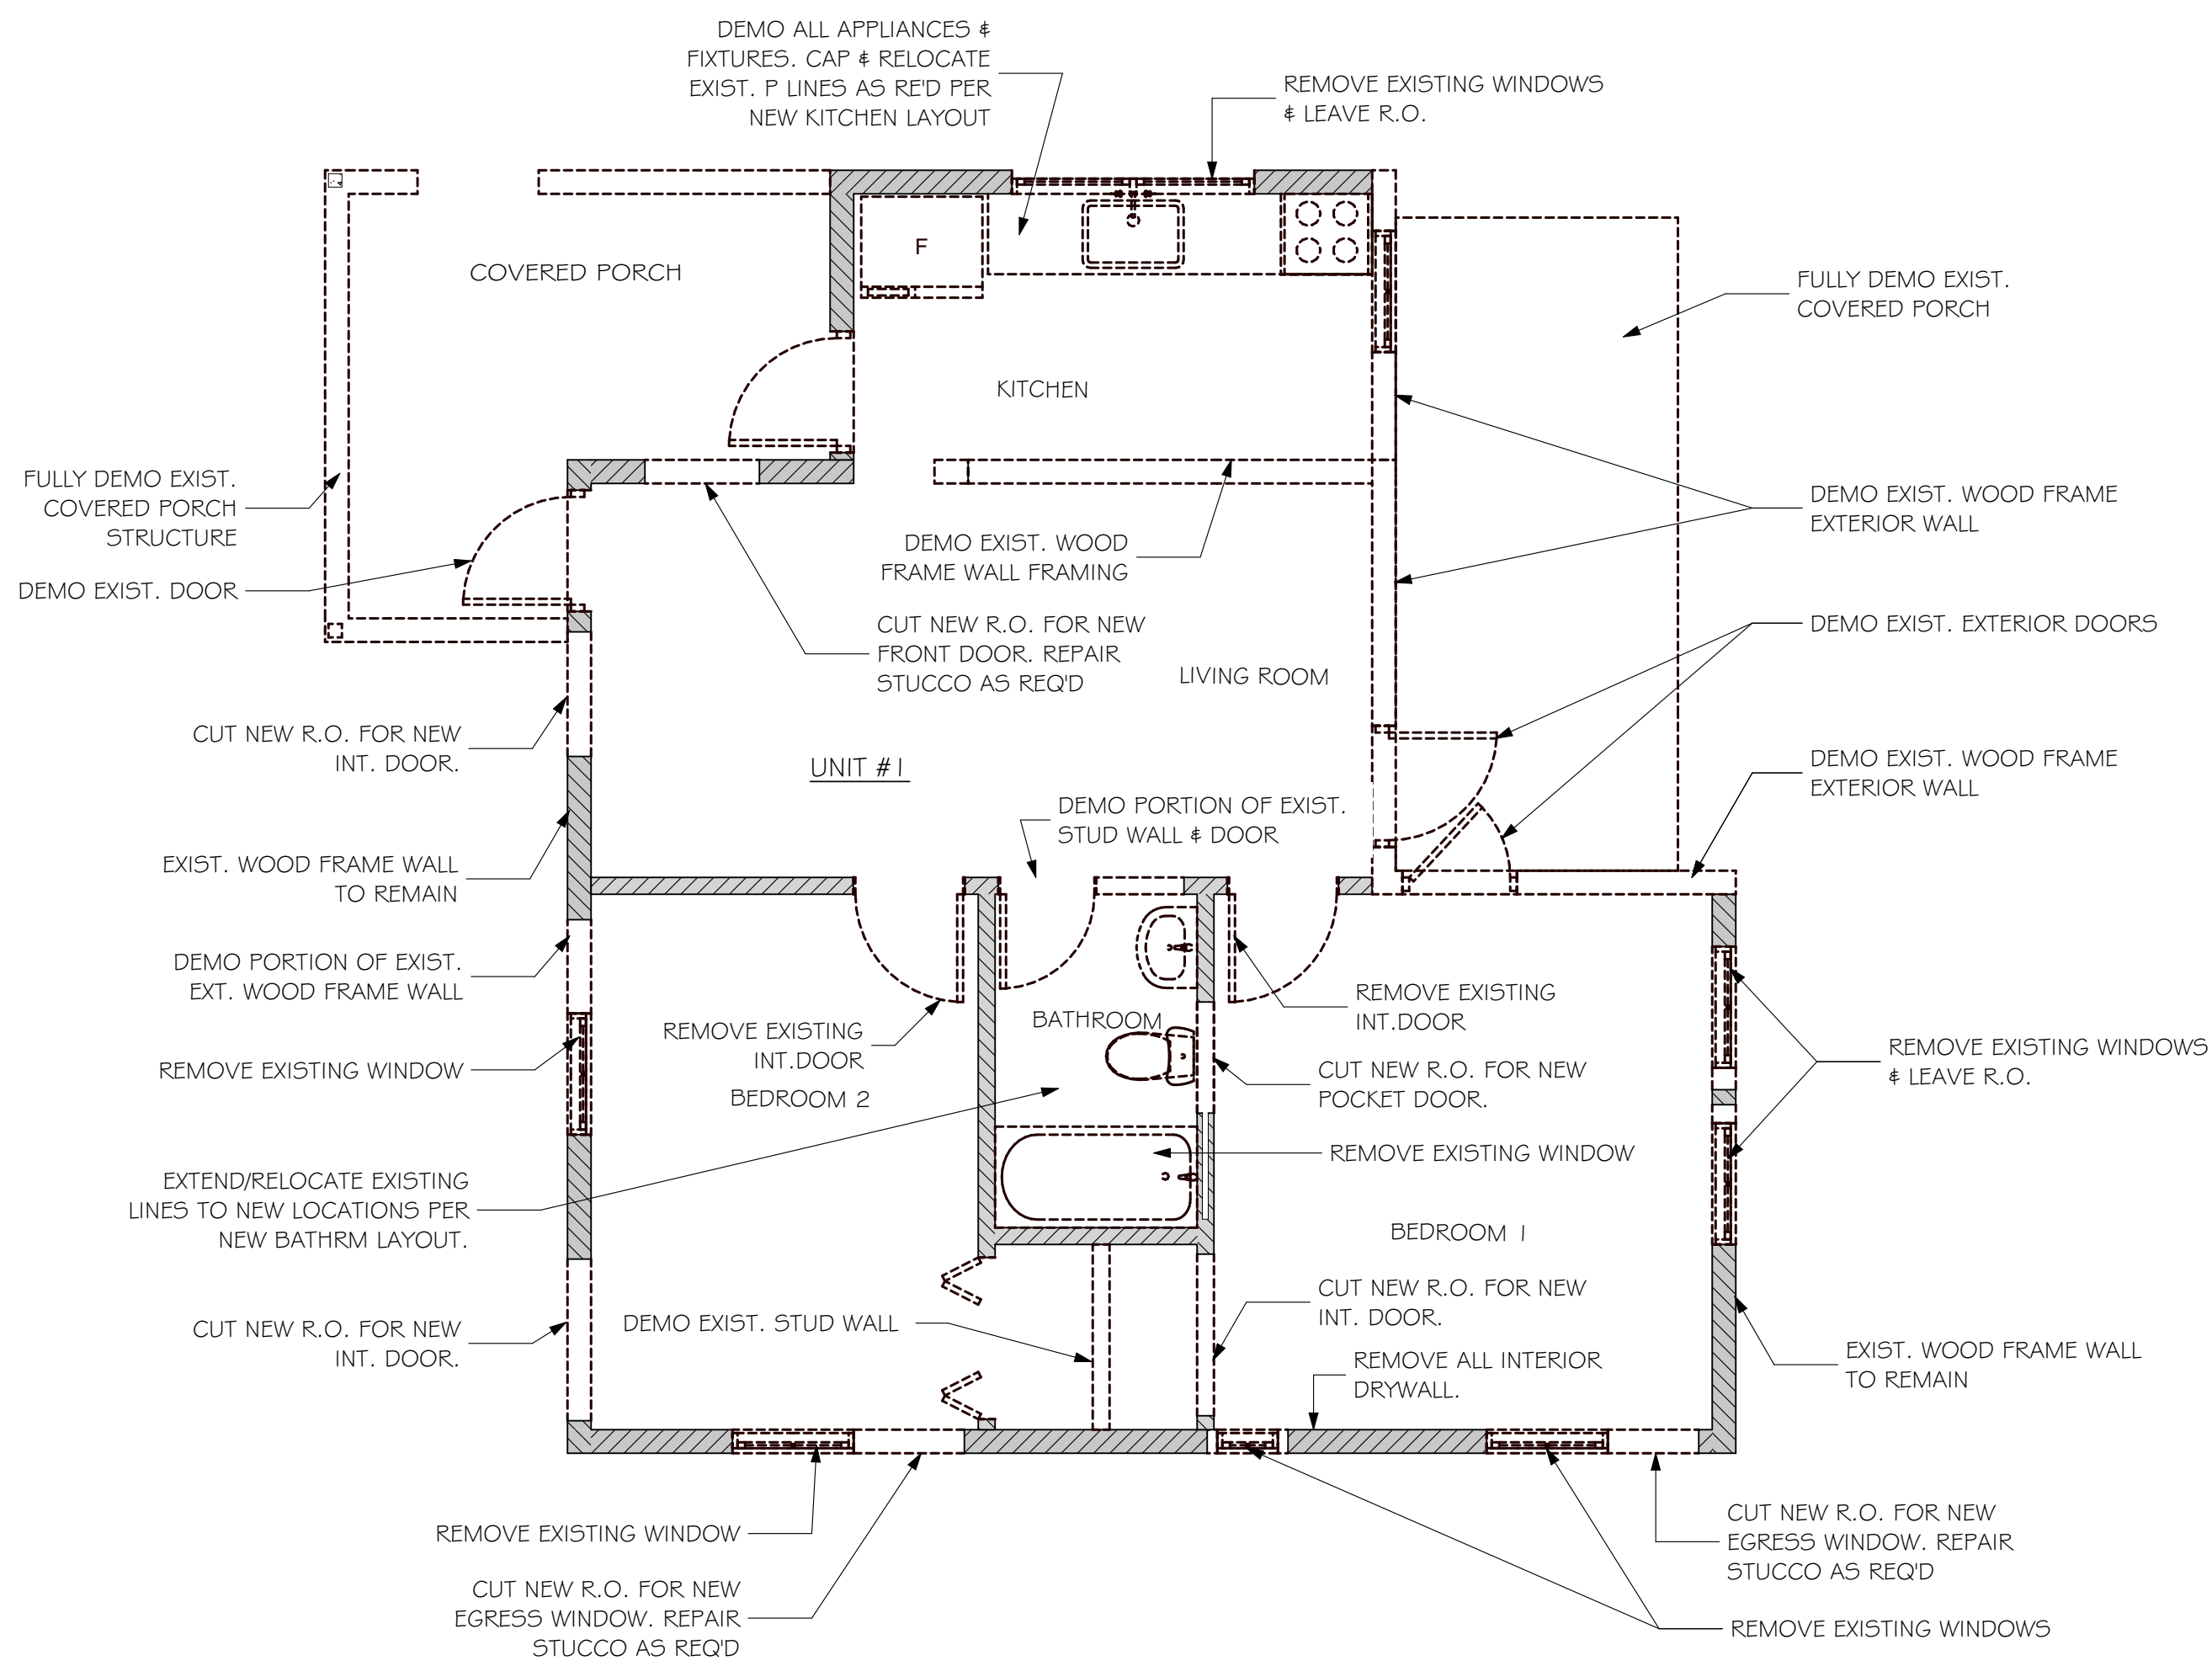 DEMO ALL APPLIANCES &
FIXTURES. CAP & RELOCATE
EXIST. P LINES AS RE'D PER
NEW KITCHEN LAYOUT
REMOVE EXISTING WINDOWS
& LEAVE R.O.
F
COVERED PORCH
FULLY DEMO EXIST.
COVERED PORCH
KITCHEN
FULLY DEMO EXIST.
COVERED PORCH
STRUCTURE
DEMO EXIST. WOOD FRAME
EXTERIOR WALL
DEMO EXIST. WOOD
FRAME WALL FRAMING
DEMO EXIST. DOOR
CUT NEW R.O. FOR NEW
FRONT DOOR. REPAIR
STUCCO AS REQ'D
DEMO EXIST. EXTERIOR DOORS
LIVING ROOM
CUT NEW R.O. FOR NEW
INT. DOOR.
UNIT #1
DEMO EXIST. WOOD FRAME
EXTERIOR WALL
DEMO PORTION OF EXIST.
STUD WALL & DOOR
EXIST. WOOD FRAME WALL
TO REMAIN
DEMO PORTION OF EXIST.
EXT. WOOD FRAME WALL
REMOVE EXISTING
INT.DOOR
BATHROOM
REMOVE EXISTING
INT.DOOR
REMOVE EXISTING WINDOWS
& LEAVE R.O.
REMOVE EXISTING WINDOW
CUT NEW R.O. FOR NEW
POCKET DOOR.
BEDROOM 2
REMOVE EXISTING WINDOW
EXTEND/RELOCATE EXISTING
LINES TO NEW LOCATIONS PER
NEW BATHRM LAYOUT.
BEDROOM 1
CUT NEW R.O. FOR NEW
INT. DOOR.
DEMO EXIST. STUD WALL
CUT NEW R.O. FOR NEW
INT. DOOR.
REMOVE ALL INTERIOR
DRYWALL.
EXIST. WOOD FRAME WALL
TO REMAIN
REMOVE EXISTING WINDOW
CUT NEW R.O. FOR NEW
EGRESS WINDOW. REPAIR
STUCCO AS REQ'D
CUT NEW R.O. FOR NEW
EGRESS WINDOW. REPAIR
STUCCO AS REQ'D
REMOVE EXISTING WINDOWS